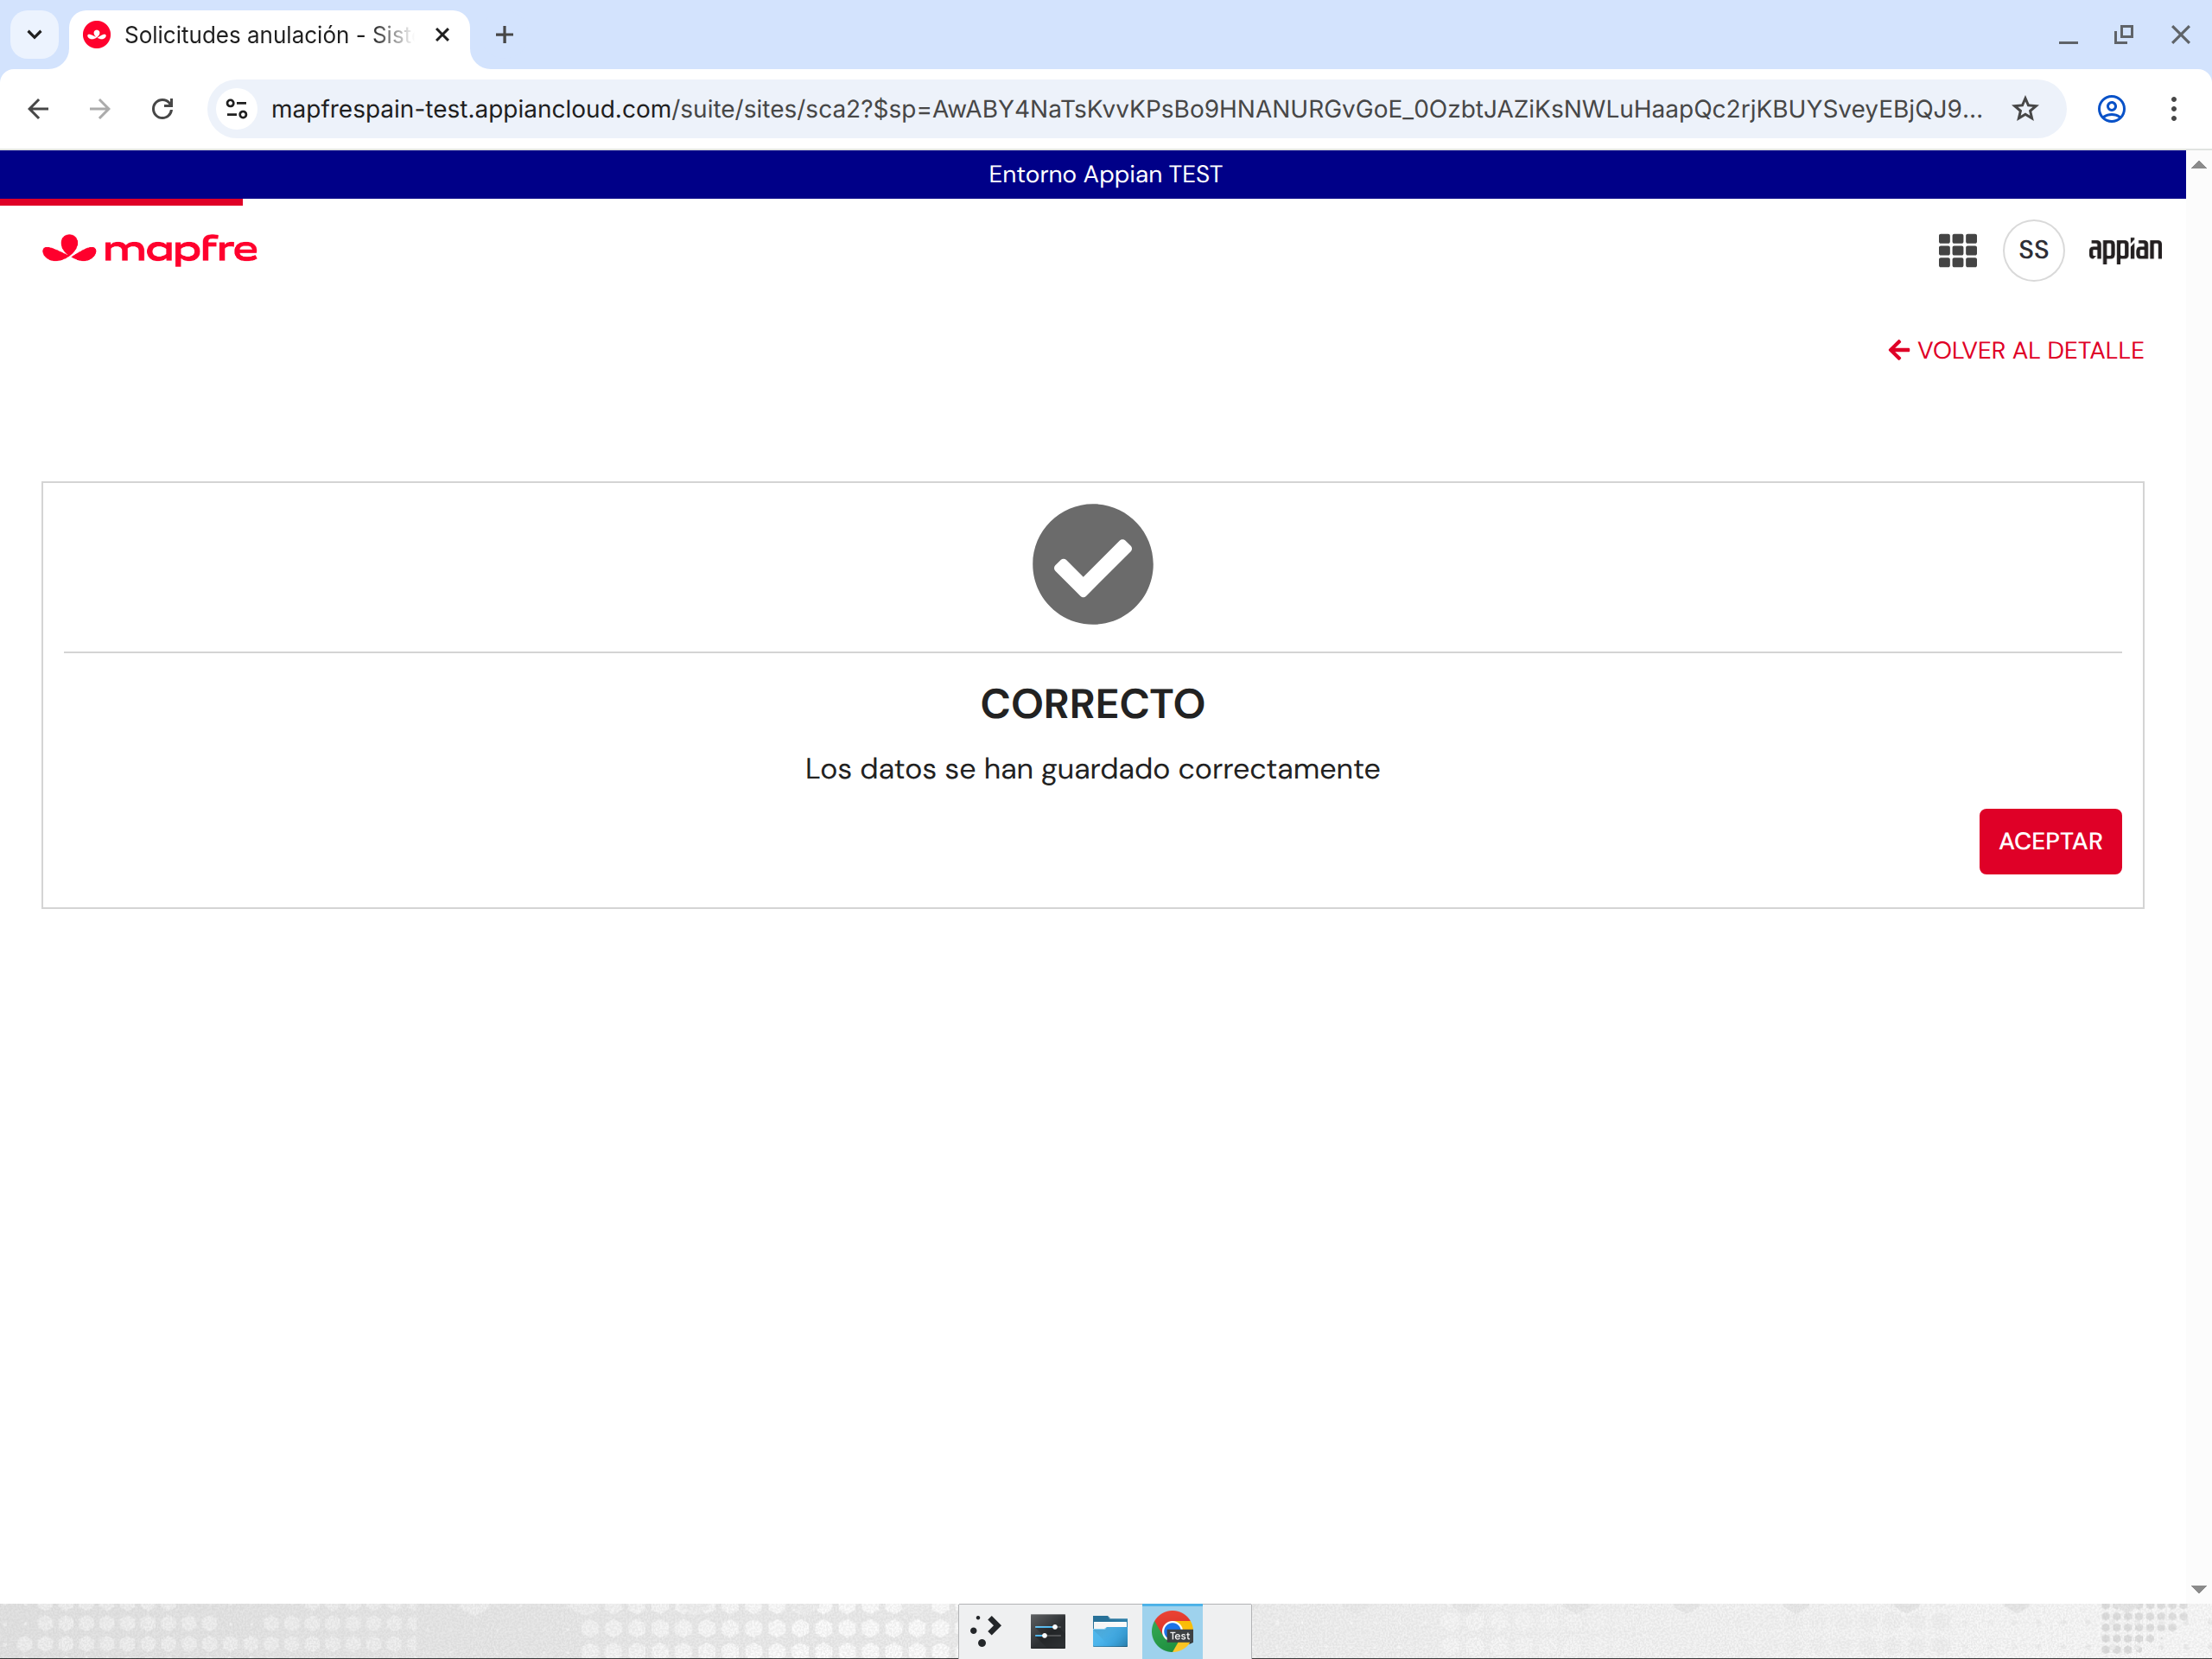 Solicitudes anulación - Sist
mapfrespain-test.appiancloud.com/suite/sites/sca2?$sp=AwABY4NaTsKvvKPsBo9HNANURGvGoE_0OzbtJAZiKsNWLuHaapQc2rjKBUYSveyEBjQJ9...
Entorno Appian TEST
mapfre
SS
appian
VOLVER AL DETALLE
CORRECTO
Los datos se han guardado correctamente
ACEPTAR
Test